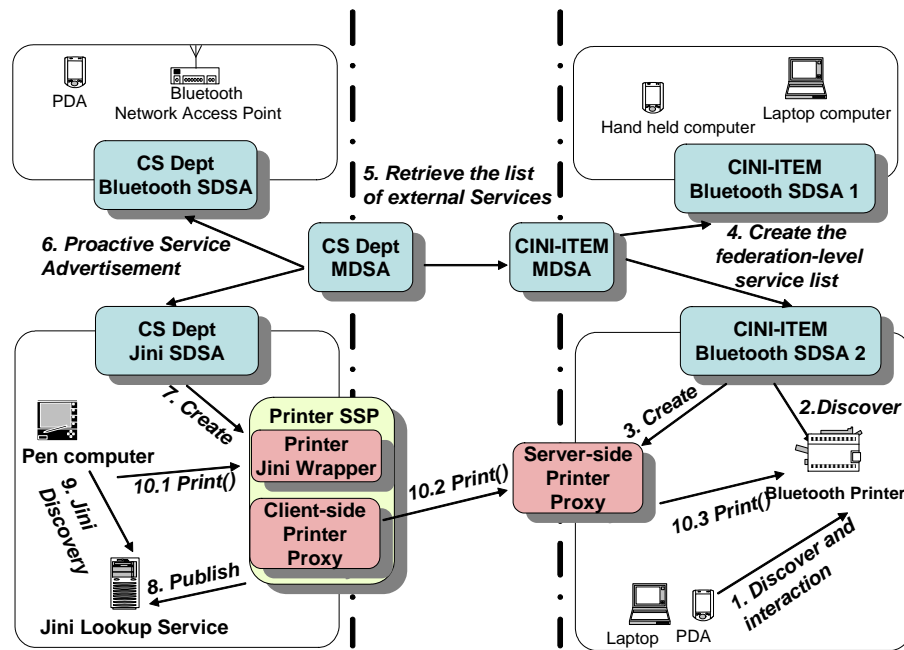 PDA
Bluetooth
Network Access Point
CS Dept
Bluetooth SDSA
5. Retrieve the list
of external Services
Hand held computer
Laptop computer
CINI-ITEM
Bluetooth SDSA 1
6. Proactive Service
Advertisement
CS Dept
MDSA
CINI-ITEM
MDSA
4. Create the
federation-level
service list
CS Dept
Jini SDSA
CINI-ITEM
Bluetooth SDSA 2
7. Create
Printer SSP
Printer
Jini Wrapper
Client-side
Printer
Proxy
Pen computer
10.1 Print()
9. Jini
Discovery
8. Publish
Jini Lookup Service
10.2 Print()
3. Create
2.Discover
Server-side
Printer
Proxy
Bluetooth Printer
10.3 Print()
1. Discover and
interaction
Laptop
PDA